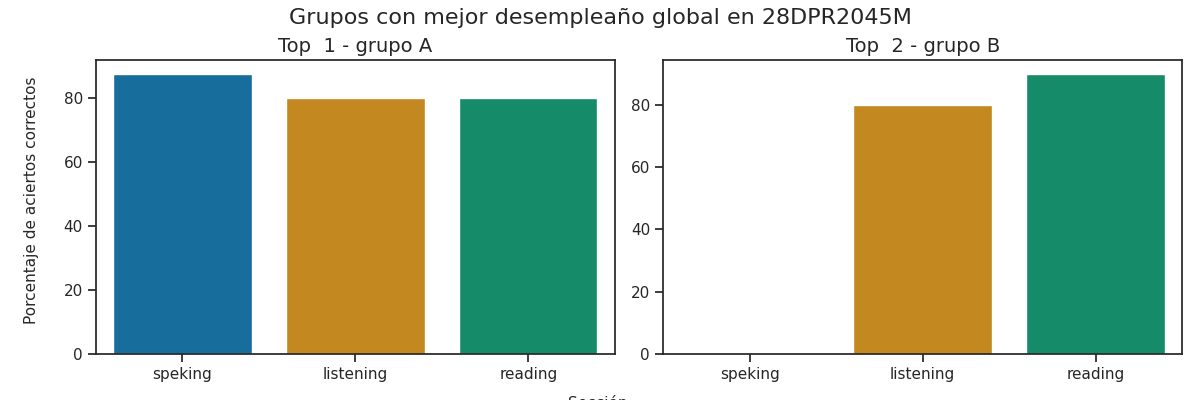 Grupos con mejor desempleaño global en 28DPR2045M
Top 1 - grupo A
Top 2 - grupo B
Porcentaje de aciertos correctos
80
60
40
20
0
speking
listening
reading
80
60
40
20
0
speking
listening
reading
Sección